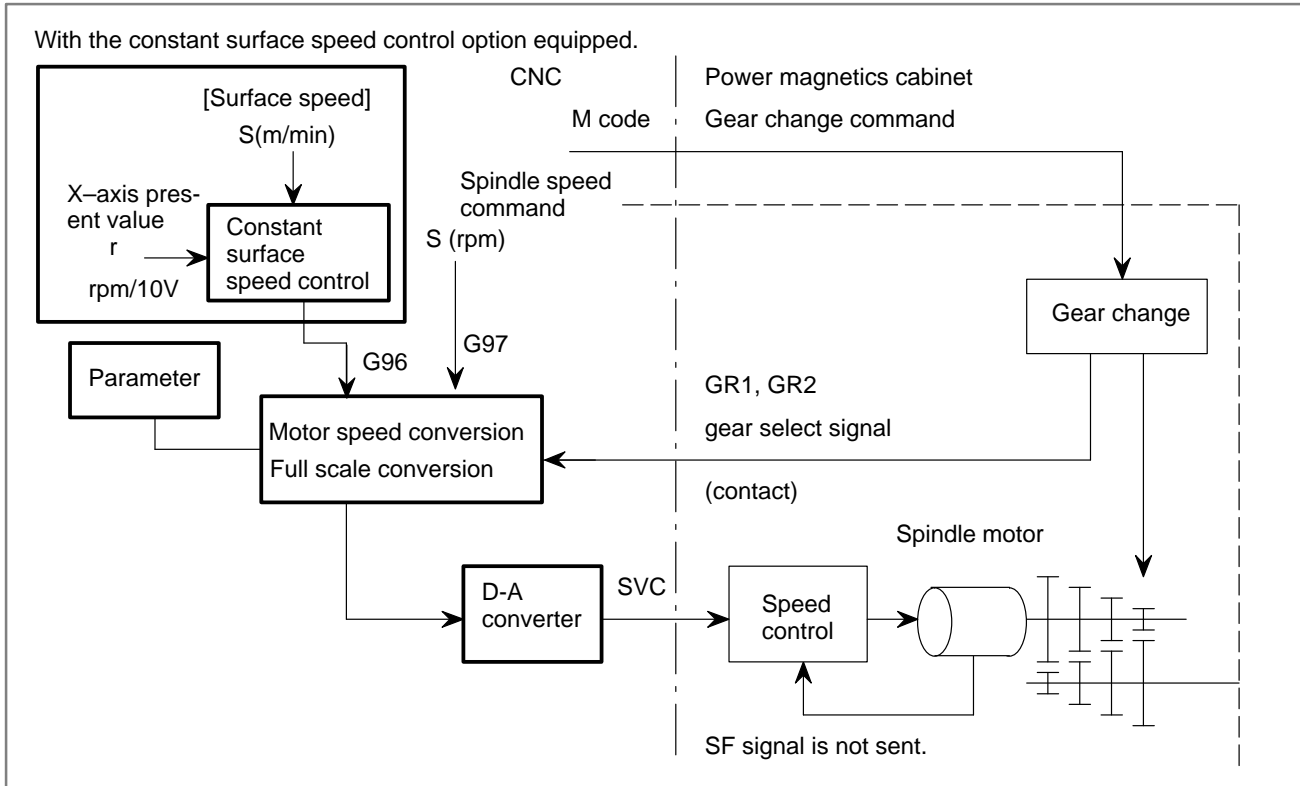 With the constant surface speed control option equipped.
CNC
Power magnetics cabinet
[Surface speed]
S(m/min)
M code
Gear change command
X–axis pres-
ent value
r
rpm/10V
Constant
surface
speed control
Spindle speed
command
S (rpm)
Gear change
G96
G97
Parameter
GR1, GR2
gear select signal
(contact)
Motor speed conversion
Full scale conversion
Spindle motor
D-A
converter
SVC
Speed
control
SF signal is not sent.